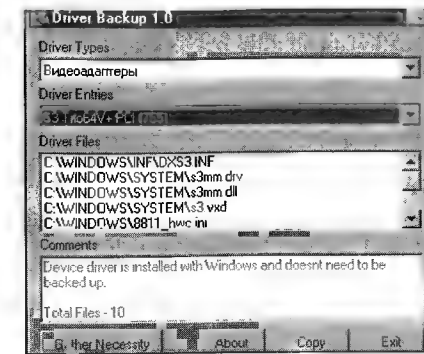 Driver Backup 1.0
Driver Types
Видеоадаптеры
Driver Entries
Driver Files
C:\WINDOWS\INF\DXS3.INF
C:\WINDOWS\SYSTEM\s3mm.drv
C:\WINDOWS\SYSTEM\s3mm.dll
C:\WINDOWS\SYSTEM\s3.vxd
C:\WINDOWS\8811_hwc.ini
Comments
Device driver is installed with Windows and doesnt need to be
backed up.
Total Files - 10
Necessity About Copy Exit